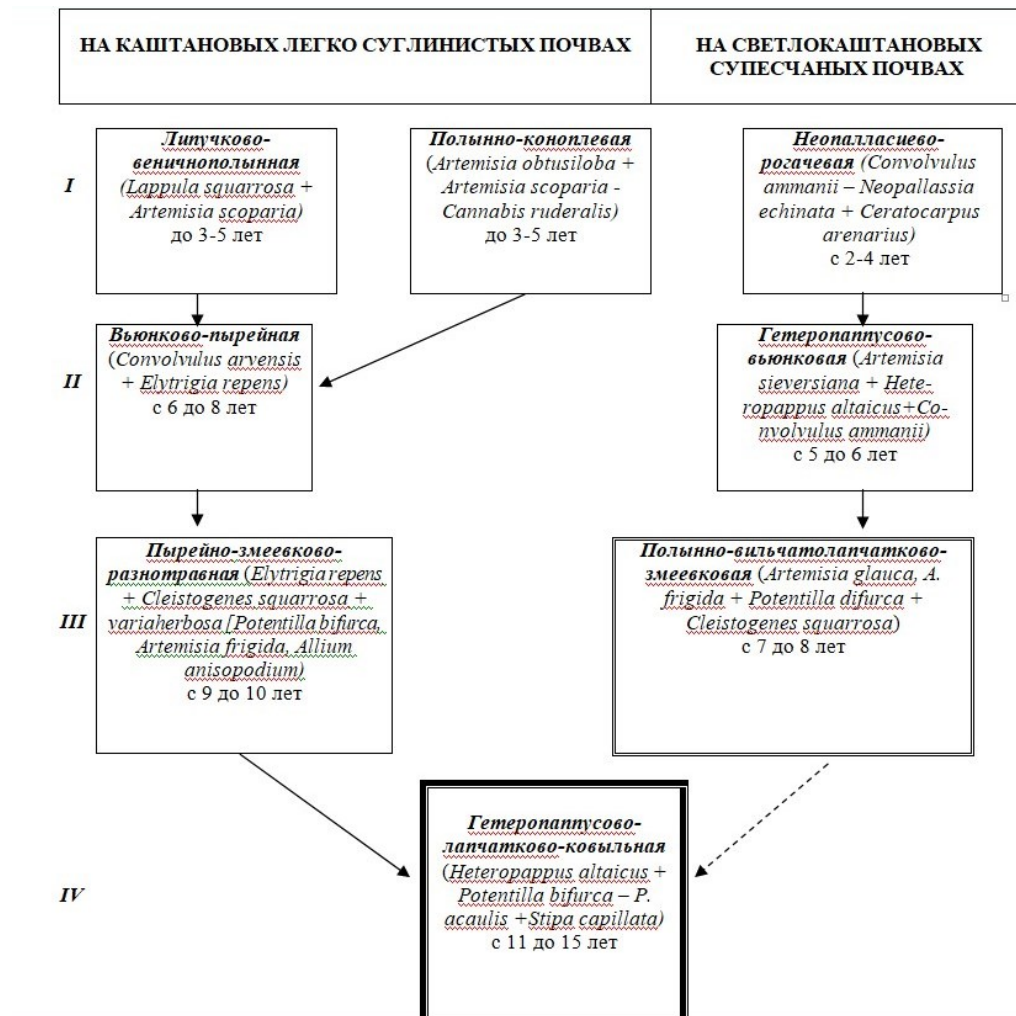 НА КАШТАНОВЫХ ЛЕГКО СУГЛИНИСТЫХ ПОЧВАХ
НА СВЕТЛОКАШТАНОВЫХ
СУПЕСЧАНЫХ ПОЧВАХ
I
Липучково-
веничнополынная
(Lappula squarrosa +
Artemisia scoparia)
до 3-5 лет
Полынно-коноплевая
(Artemisia obtusiloba +
Artemisia scoparia -
Cannabis ruderalis)
до 3-5 лет
Неопалласиево-
рогачевая (Convolvulus
ammanii – Neopallassia
echinata + Ceratocarpus
arenarius)
с 2-4 лет
II
Вьюнково-пырейная
(Convolvulus arvensis
+ Elytrigia repens)
с 6 до 8 лет
Гетеропаппусово-
вьюнковая (Artemisia
sieversiana + Hete-
ropappus altaicus+Co-
nvolvulus ammanii)
с 5 до 6 лет
III
Пырейно-змеевково-
разнотравная (Elytrigia repens
+ Cleistogenes squarrosa +
variaherbosa [Potentilla bifurca,
Artemisia frigida, Allium
anisopodium)
с 9 до 10 лет
Полынно-вильчатолапчатково-
змеевковая (Artemisia glauca, A.
frigida + Potentilla difurca +
Cleistogenes squarrosa)
с 7 до 8 лет
IV
Гетеропаппусово-
лапчатково-ковыльная
(Heteropappus altaicus +
Potentilla bifurca – P.
acaulis +Stipa capillata)
с 11 до 15 лет